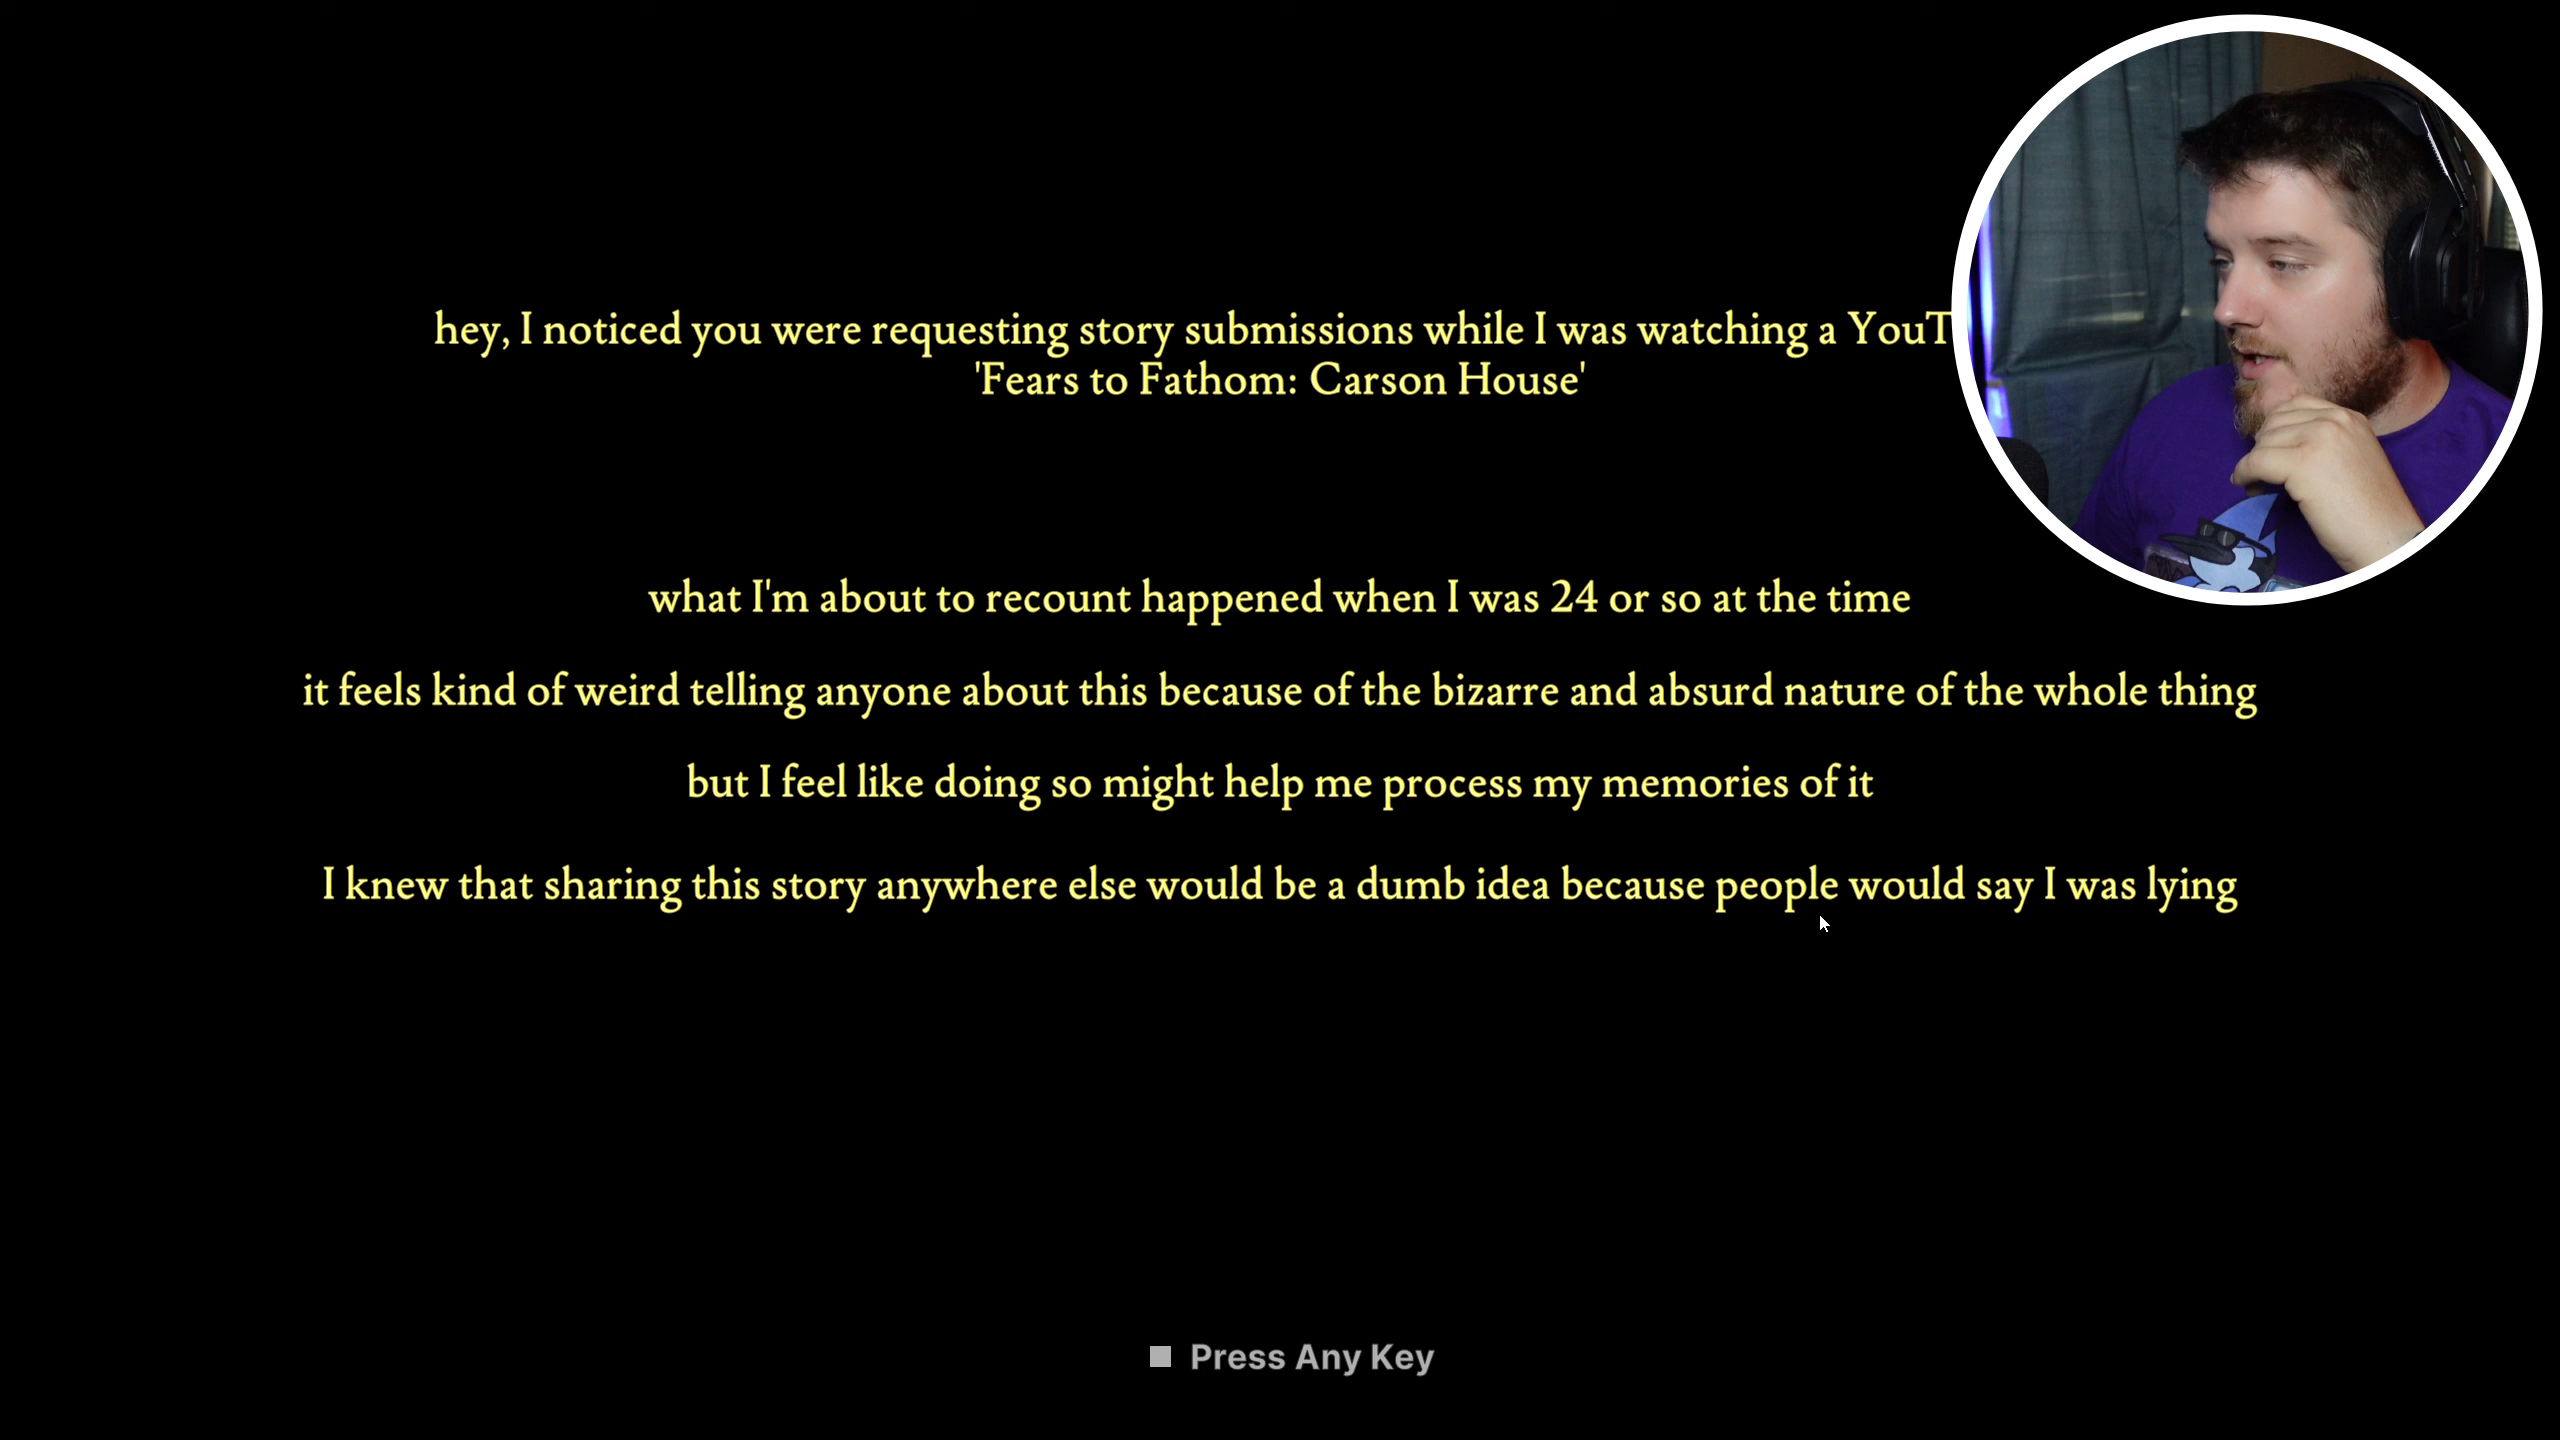 hey, I noticed you were requesting story submissions while I was watching a YouT
'Fears to Fathom: Carson House'
what I'm about to recount happened when I was 24 or so at the time
it feels kind of weird telling anyone about this because of the bizarre and absurd nature of the whole thing
but I feel like doing so might help me process my memories of it
I knew that sharing this story anywhere else would be a dumb idea because people would say I was lying
Press Any Key